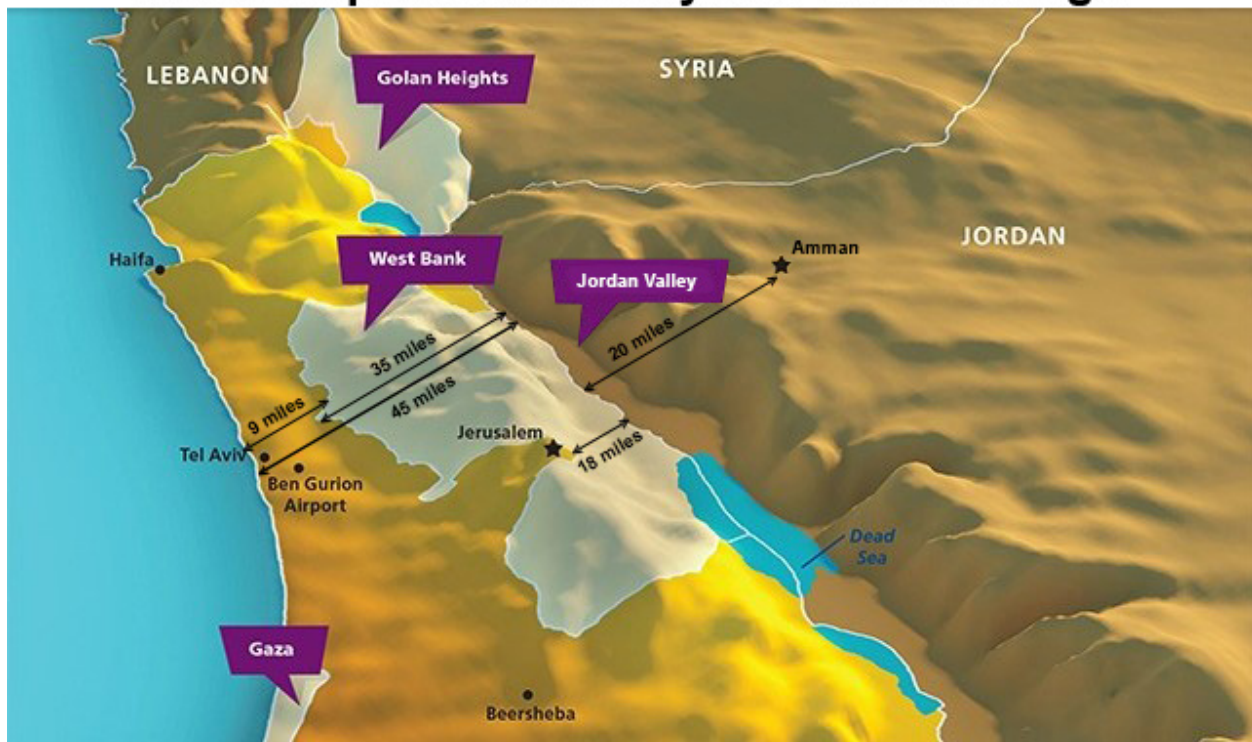 LEBANON
Golan Heights
SYRIA
Haifa
West Bank
Jordan Valley
Amman
JORDAN
20 miles
35 miles
45 miles
9 miles
Tel Aviv
Ben Gurion
Airport
Jerusalem
18 miles
Dead
Sea
Gaza
Beersheba